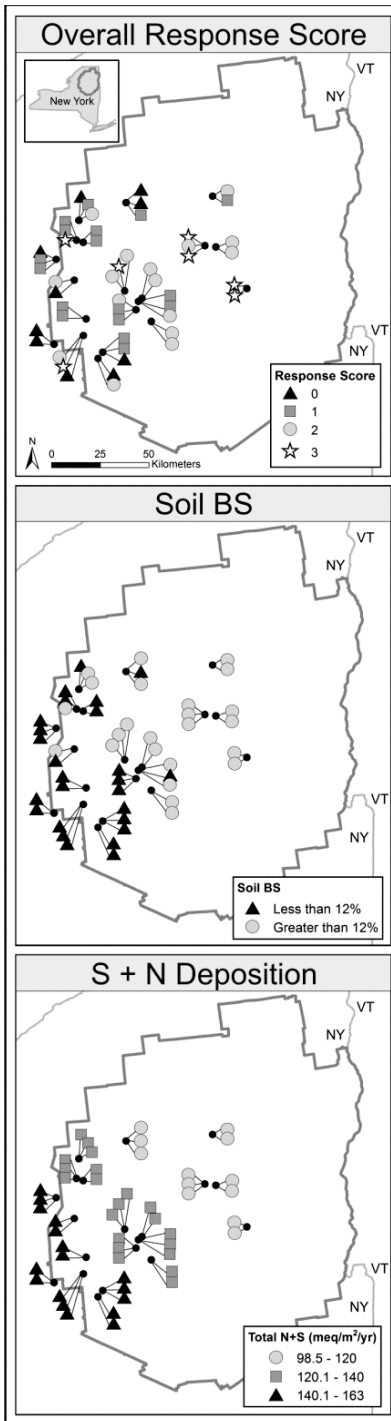 Overall Response Score
VT
NY
New York
VT
NY
Response Score
0
1
2
3
N
0 25 50
Kilometers
Soil BS
VT
NY
VT
NY
Soil BS
Less than 12%
Greater than 12%
S + N Deposition
VT
NY
VT
NY
Total N+S (meq/m²/yr)
98.5 - 120
120.1 - 140
140.1 - 163